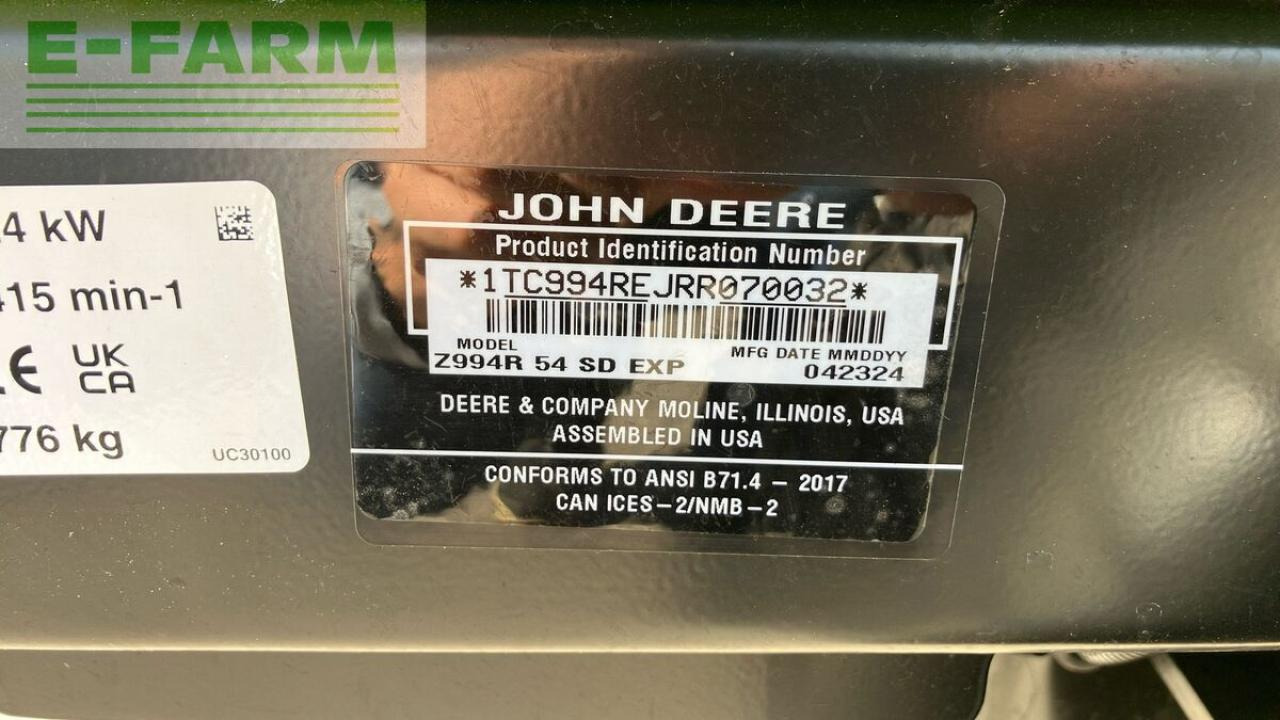 E-FARM
.4 kW
415 min-1
CE UK
CA
776 kg
UC30100
JOHN DEERE
Product Identification Number
*1TC994REJRR070032*
MODEL
Z994R 54 SD EXP
MFG DATE MMDDYY
042324
DEERE & COMPANY MOLINE, ILLINOIS, USA
ASSEMBLED IN USA
CONFORMS TO ANSI B71.4 – 2017
CAN ICES–2/NMB–2